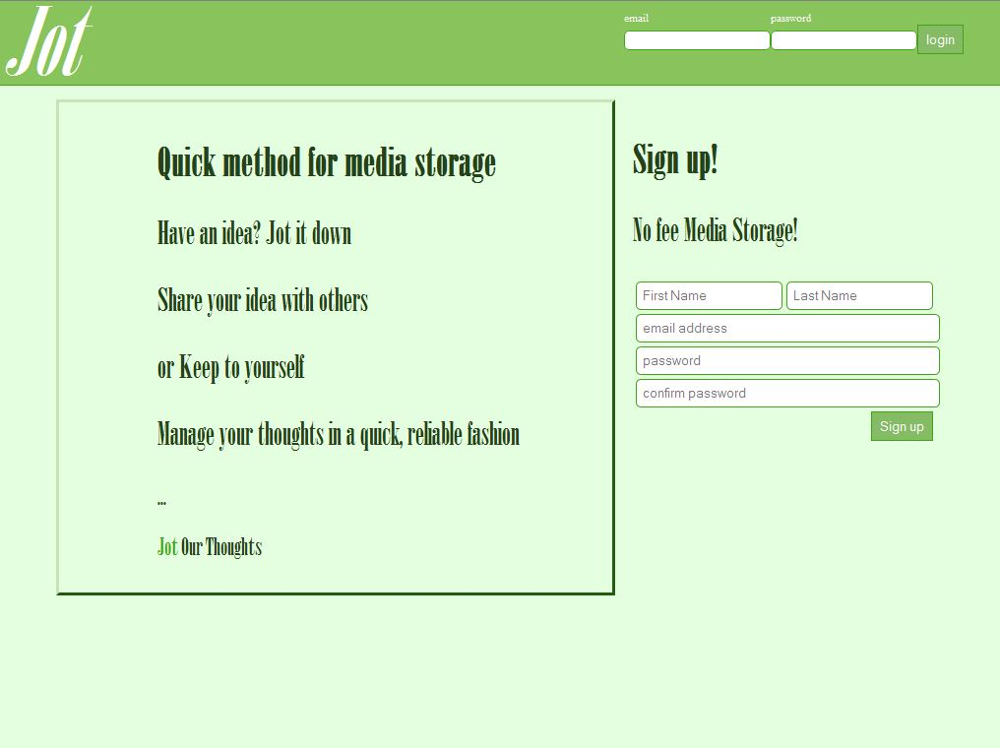 Jot
email password
login
Quick method for media storage
Have an idea? Jot it down
Share your idea with others
or Keep to yourself
Manage your thoughts in a quick, reliable fashion
...
Jot Our Thoughts
Sign up!
No fee Media Storage!
First Name Last Name
email address
password
confirm password
Sign up